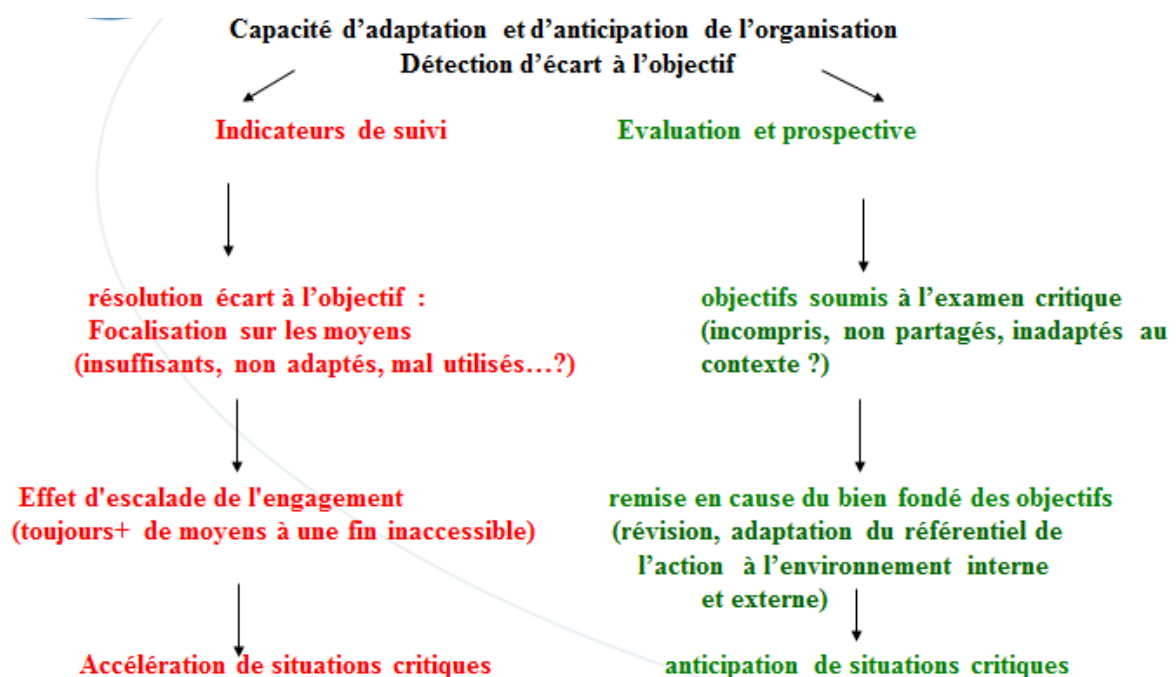 Capacité d'adaptation et d'anticipation de l'organisation
Détection d'écart à l'objectif
Indicateurs de suivi
Evaluation et prospective
résolution écart à l'objectif :
Focalisation sur les moyens
(insuffisants, non adaptés, mal utilisés…?)
objectifs soumis à l'examen critique
(incompris, non partagés, inadaptés au
contexte ?)
Effet d'escalade de l'engagement
(toujours+ de moyens à une fin inaccessible)
remise en cause du bien fondé des objectifs
(révision, adaptation du référentiel de
l'action à l'environnement interne
et externe)
Accélération de situations critiques
anticipation de situations critiques